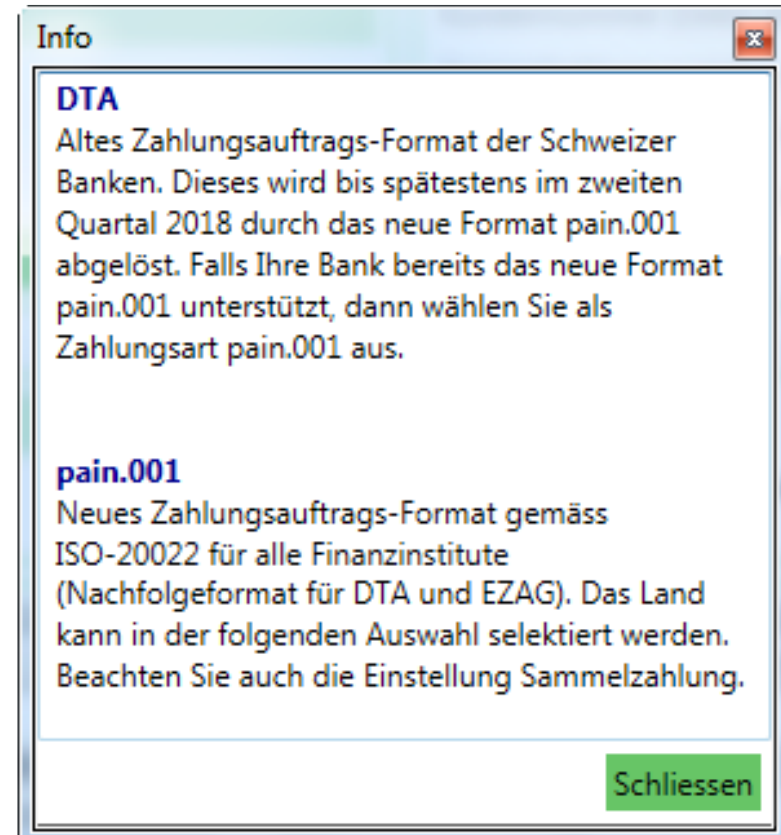 Info
DTA
Altes Zahlungsauftrags-Format der Schweizer
Banken. Dieses wird bis spätestens im zweiten
Quartal 2018 durch das neue Format pain.001
abgelöst. Falls Ihre Bank bereits das neue Format
pain.001 unterstützt, dann wählen Sie als
Zahlungsart pain.001 aus.
pain.001
Neues Zahlungsauftrags-Format gemäss
ISO-20022 für alle Finanzinstitute
(Nachfolgeformat für DTA und EZAG). Das Land
kann in der folgenden Auswahl selektiert werden.
Beachten Sie auch die Einstellung Sammelzahlung.
Schliessen